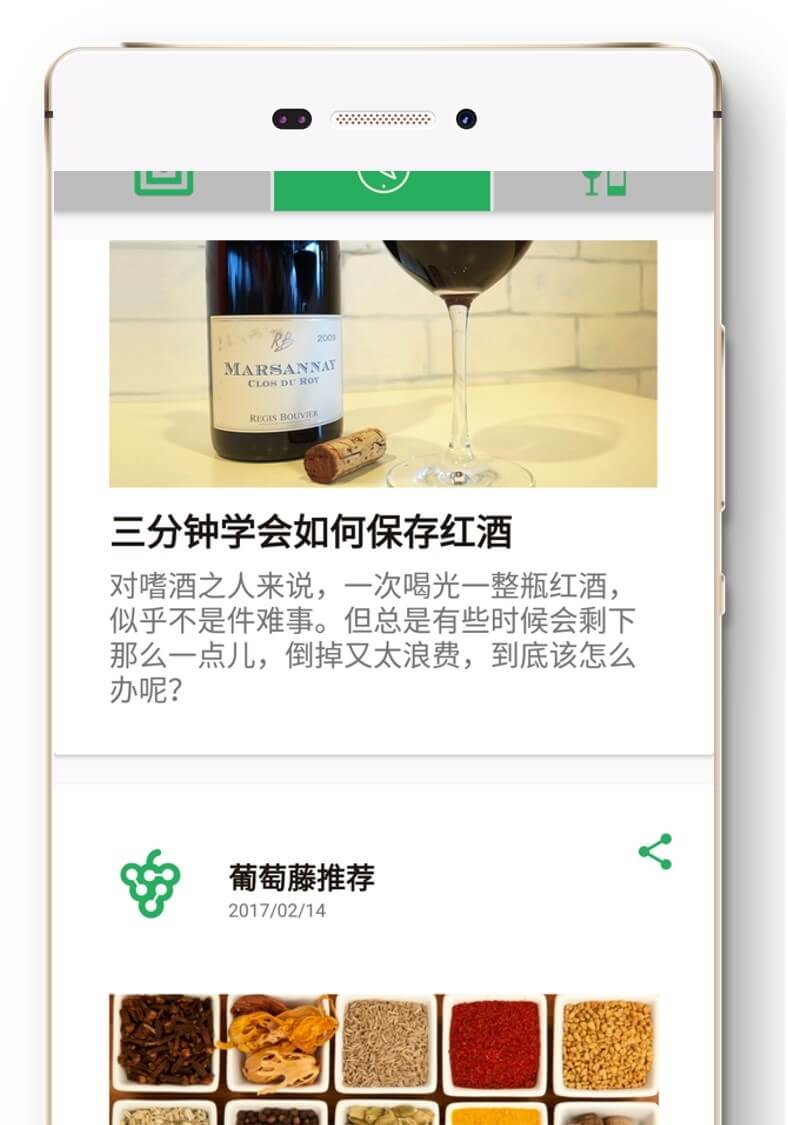 RB
2009
MARSANNAY
CLOS DU ROY
REGIS BOUVIER
三分钟学会如何保存红酒
对嗜酒之人来说，一次喝光一整瓶红酒，
似乎不是件难事。但总是有些时候会剩下
那么一点儿，倒掉又太浪费，到底该怎么
办呢？
葡萄藤推荐
2017/02/14